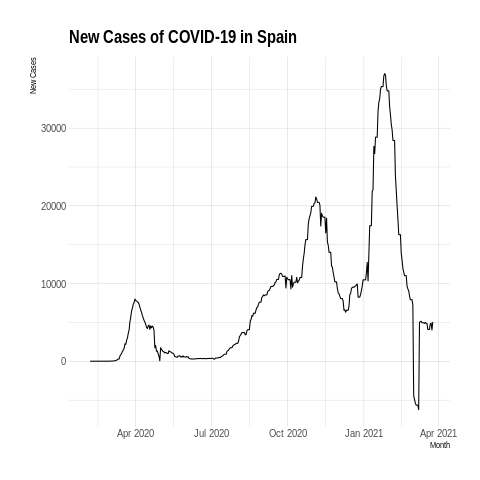 New Cases of COVID-19 in Spain
New Cases
30000
20000
10000
0
Apr 2020 Jul 2020 Oct 2020 Jan 2021 Apr 2021
Month